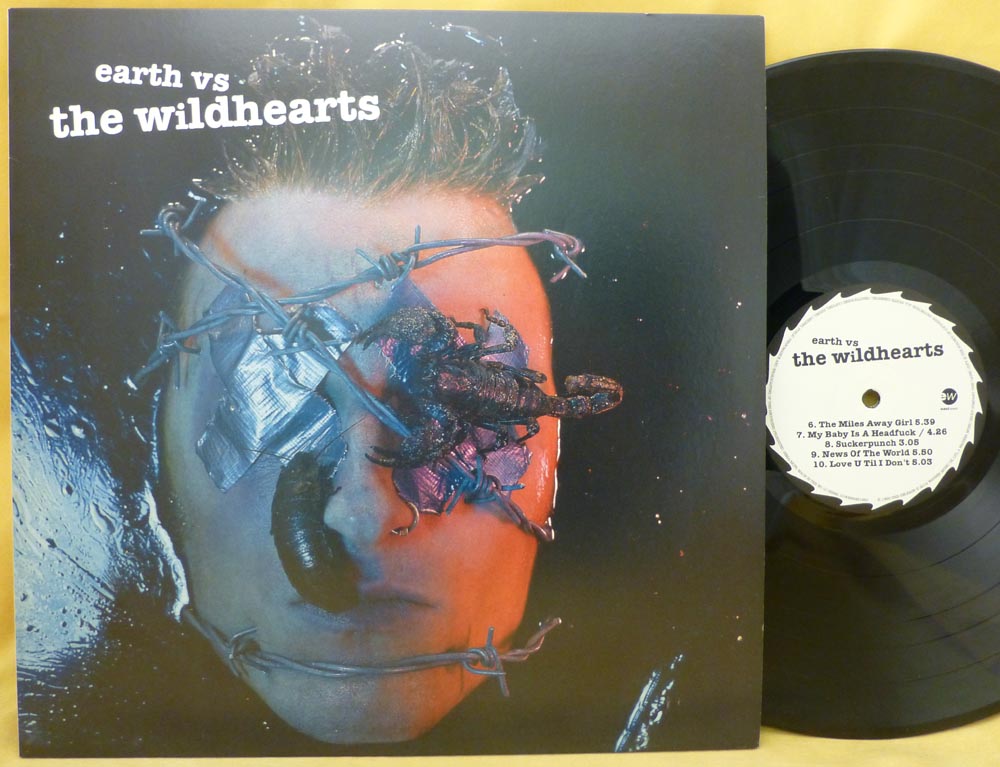 earth vs
the wildhearts
earth vs
the wildhearts
ew
6. The Miles Away Girl 5.39
7. My Baby Is A Headfuck / 4.26
8. Suckerpunch 3.05
9. News Of The World 5.50
10. Love U Til I Don't 5.03